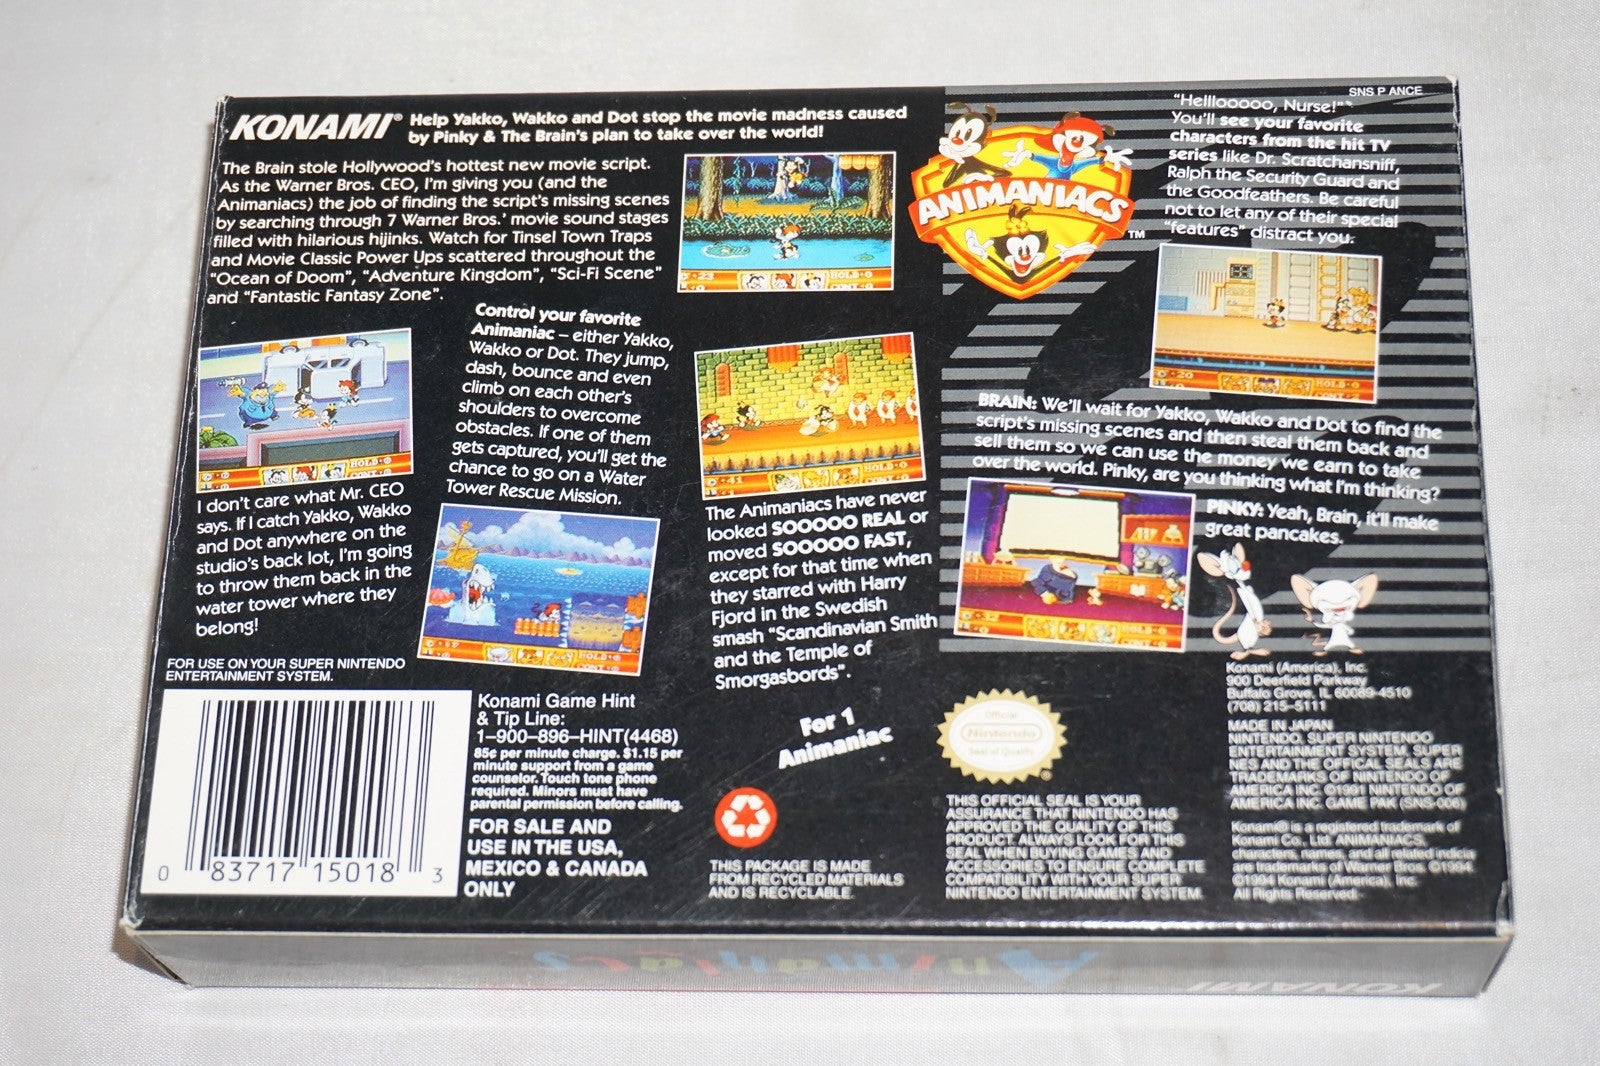 SNS P ANCE
KONAMI®
Help Yakko, Wakko and Dot stop the movie madness caused
by Pinky & The Brain's plan to take over the world!
The Brain stole Hollywood's hottest new movie script.
As the Warner Bros. CEO, I'm giving you (and the
Animaniacs) the job of finding the script's missing scenes
by searching through 7 Warner Bros.' movie sound stages
filled with hilarious hijinks. Watch for Tinsel Town Traps
and Movie Classic Power Ups scattered throughout the
"Ocean of Doom", "Adventure Kingdom", "Sci-Fi Scene"
and "Fantastic Fantasy Zone".
ANIMANIACS
TM
"Helllooooo, Nurse!"
You'll see your favorite
characters from the hit TV
series like Dr. Scratchansniff,
Ralph the Security Guard and
the Goodfeathers. Be careful
not to let any of their special
"features" distract you.
Control your favorite
Animaniac – either Yakko,
Wakko or Dot. They jump,
dash, bounce and even
climb on each other's
shoulders to overcome
obstacles. If one of them
gets captured, you'll get the
chance to go on a Water
Tower Rescue Mission.
I don't care what Mr. CEO
says. If I catch Yakko, Wakko
and Dot anywhere on the
studio's back lot, I'm going
to throw them back in the
water tower where they
belong!
The Animaniacs have never
looked SOOOOO REAL or
moved SOOOOO FAST,
except for that time when
they starred with Harry
Fjord in the Swedish
smash "Scandinavian Smith
and the Temple of
Smorgasbords".
BRAIN: We'll wait for Yakko, Wakko and Dot to find the
script's missing scenes and then steal them back and
sell them so we can use the money we earn to take
over the world. Pinky, are you thinking what I'm thinking?
PINKY: Yeah, Brain, it'll make
great pancakes.
FOR USE ON YOUR SUPER NINTENDO
ENTERTAINMENT SYSTEM.
0 83717 15018 3
Konami Game Hint
& Tip Line:
1-900-896-HINT(4468)
85¢ per minute charge. $1.15 per
minute support from a game
counselor. Touch tone phone
required. Minors must have
parental permission before calling.
FOR SALE AND
USE IN THE USA,
MEXICO & CANADA
ONLY
For 1
Animaniac
THIS PACKAGE IS MADE
FROM RECYCLED MATERIALS
AND IS RECYCLABLE.
Official
Nintendo
Seal of Quality
THIS OFFICIAL SEAL IS YOUR
ASSURANCE THAT NINTENDO HAS
APPROVED THE QUALITY OF THIS
PRODUCT. ALWAYS LOOK FOR THIS
SEAL WHEN BUYING GAMES AND
ACCESSORIES TO ENSURE COMPLETE
COMPATIBILITY WITH YOUR SUPER
NINTENDO ENTERTAINMENT SYSTEM.
Konami (America), Inc.
900 Deerfield Parkway
Buffalo Grove, IL 60089-4510
(708) 215-5111
MADE IN JAPAN
NINTENDO, SUPER NINTENDO
ENTERTAINMENT SYSTEM, SUPER
NES AND THE OFFICAL SEALS ARE
TRADEMARKS OF NINTENDO OF
AMERICA INC. ©1991 NINTENDO OF
AMERICA INC. GAME PAK (SNS-006)
Konami® is a registered trademark of
Konami Co., Ltd. ANIMANIACS,
characters, names, and all related indicia
are trademarks of Warner Bros ©1994
©1994 Konami (America), Inc.
All Rights Reserved.
Animaniacs
KONAMI